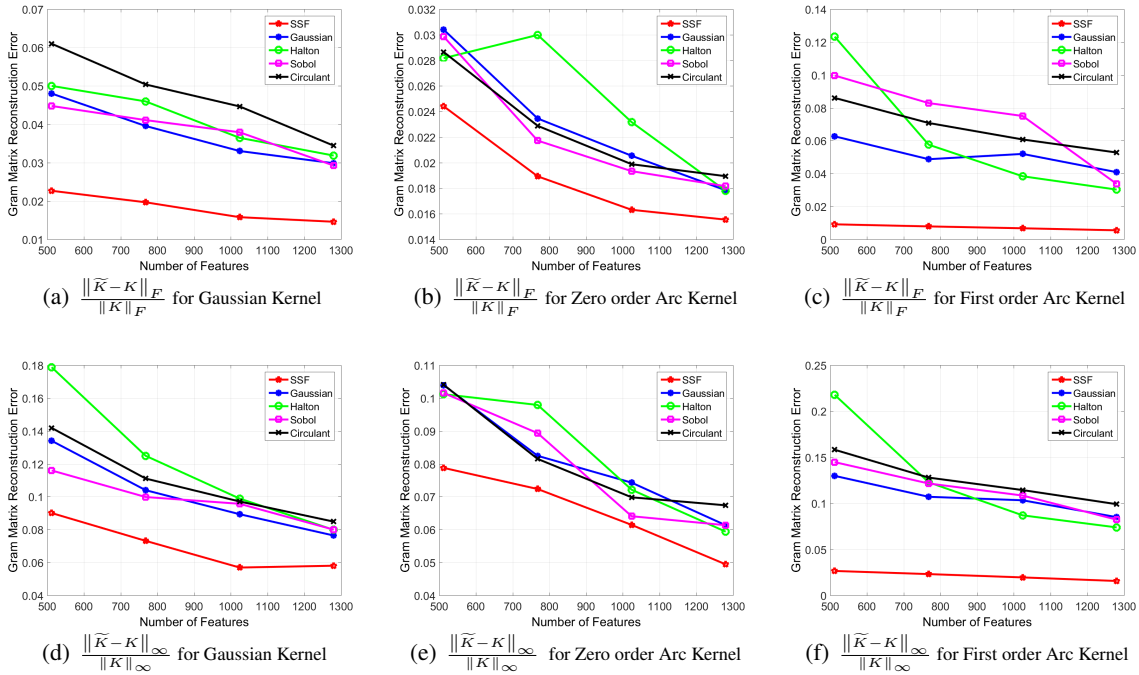 Gram Matrix Reconstruction Error
0.07
0.06
0.05
0.04
0.03
0.02
0.01
500 600 700 800 900 1000 1100 1200 1300
Number of Features
SSF
Gaussian
Halton
Sobol
Circulant
(a) ||K̃−K||_F / ||K||_F for Gaussian Kernel
Gram Matrix Reconstruction Error
0.032
0.03
0.028
0.026
0.024
0.022
0.02
0.018
0.016
0.014
500 600 700 800 900 1000 1100 1200 1300
Number of Features
SSF
Gaussian
Halton
Sobol
Circulant
(b) ||K̃−K||_F / ||K||_F for Zero order Arc Kernel
Gram Matrix Reconstruction Error
0.14
0.12
0.1
0.08
0.06
0.04
0.02
0
500 600 700 800 900 1000 1100 1200 1300
Number of Features
SSF
Gaussian
Halton
Sobol
Circulant
(c) ||K̃−K||_F / ||K||_F for First order Arc Kernel
Gram Matrix Reconstruction Error
0.18
0.16
0.14
0.12
0.1
0.08
0.06
0.04
500 600 700 800 900 1000 1100 1200 1300
Number of Features
SSF
Gaussian
Halton
Sobol
Circulant
(d) ||K̃−K||_∞ / ||K||_∞ for Gaussian Kernel
Gram Matrix Reconstruction Error
0.11
0.1
0.09
0.08
0.07
0.06
0.05
0.04
500 600 700 800 900 1000 1100 1200 1300
Number of Features
SSF
Gaussian
Halton
Sobol
Circulant
(e) ||K̃−K||_∞ / ||K||_∞ for Zero order Arc Kernel
Gram Matrix Reconstruction Error
0.25
0.2
0.15
0.1
0.05
0
500 600 700 800 900 1000 1100 1200 1300
Number of Features
SSF
Gaussian
Halton
Sobol
Circulant
(f) ||K̃−K||_∞ / ||K||_∞ for First order Arc Kernel